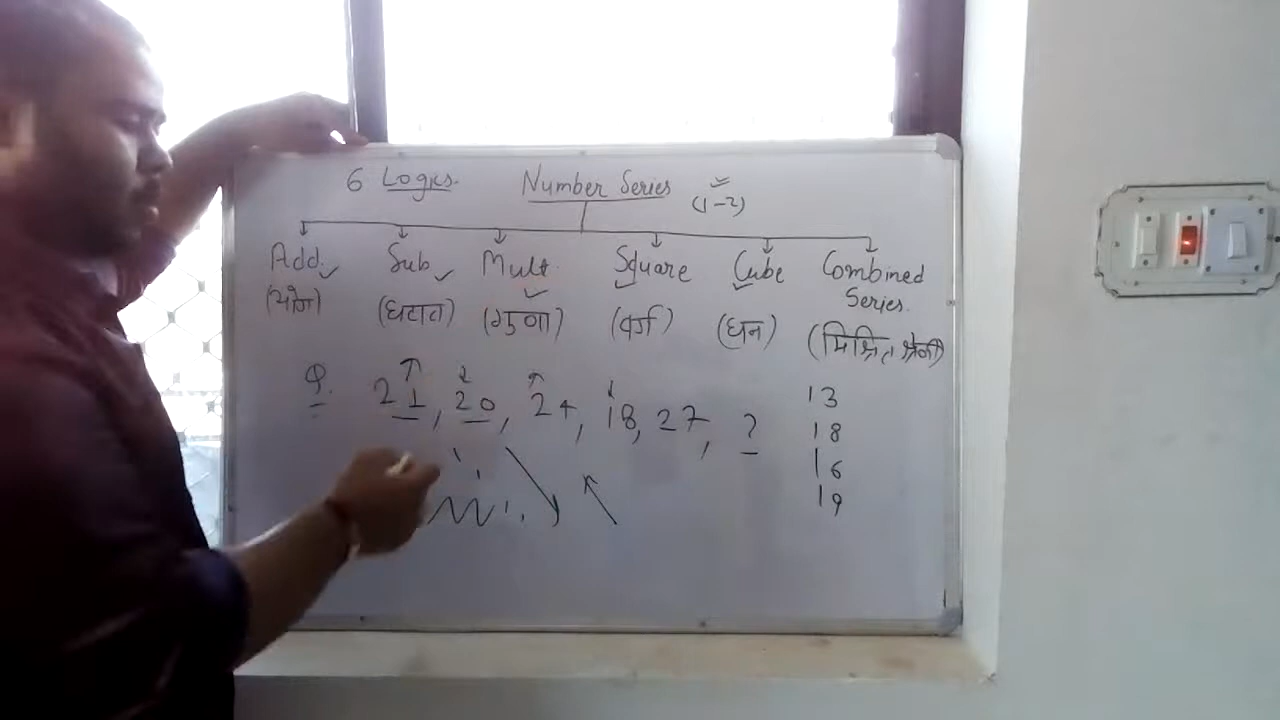 6 Logics. Number Series (1-2)
Add. Sub Mult. Square Cube Combined Series.
(योग) (घटाव) (गुणा) (वर्ग) (घन) (मिश्रित श्रेणी)
Q. 21, 20, 24, 18, 27, ?
13
18
16
19